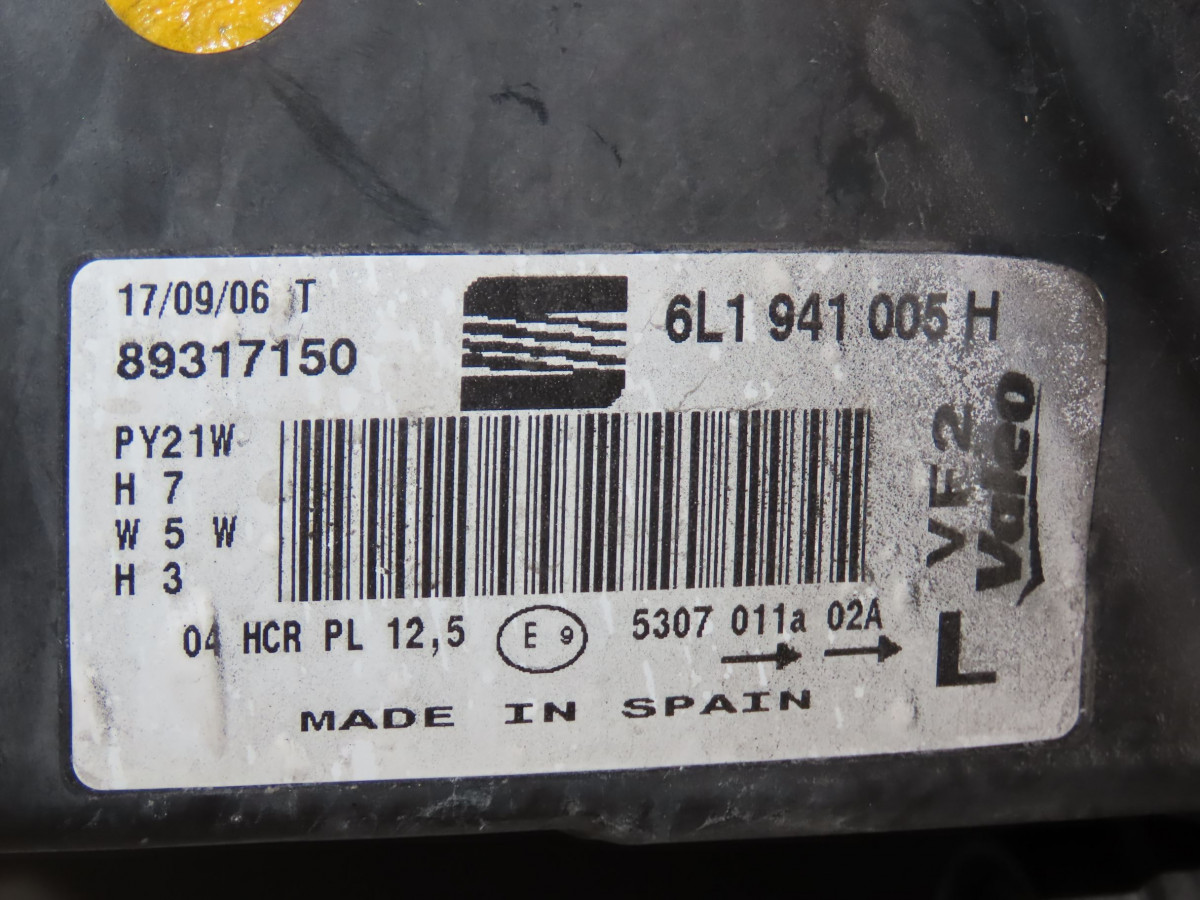 17/09/06 T
6L1 941 005 H
89317150
PY21W
H 7
W 5 W
H 3
VE2
Valeo
04 HCR PL 12,5
E 9
5307 011a 02A
L
MADE IN SPAIN